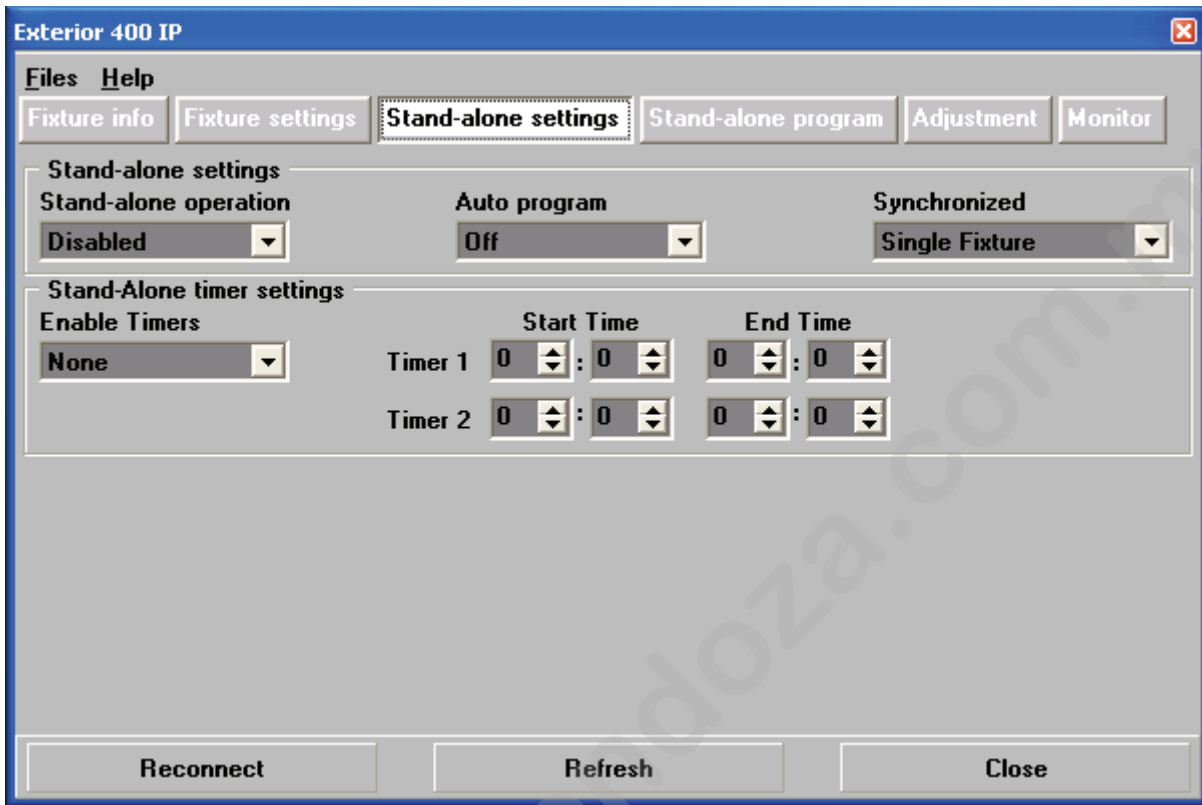 Exterior 400 IP
Files Help
Fixture info Fixture settings Stand-alone settings Stand-alone program Adjustment Monitor
Stand-alone settings
Stand-alone operation Auto program Synchronized
Disabled Off Single Fixture
Stand-Alone timer settings
Enable Timers Start Time End Time
None Timer 1 0 : 0 0 : 0
Timer 2 0 : 0 0 : 0
Reconnect Refresh Close